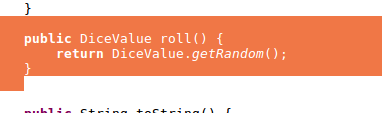 }
public DiceValue roll() {
return DiceValue.getRandom();
}
public String toString() {